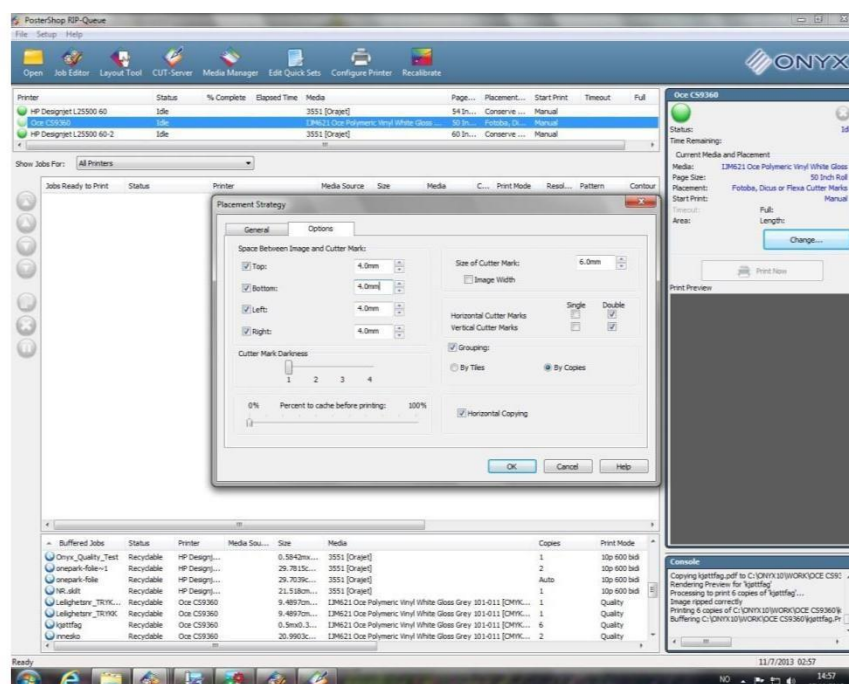 PosterShop RIP-Queue
File Setup Help
Open Job Editor Layout Tool CUT-Server Media Manager Edit Quick Sets Configure Printer Recalibrate
ONYX
Printer Status % Complete Elapsed Time Media Page... Placement... Start Print Timeout Full
HP Designjet L25500 60 Idle 3551 [Orajet] 54 In... Conserve ... Manual
Oce CS9360 Idle IJM621 Oce Polymeric Vinyl White Gloss ... 50 In... Fotoba, Di... Manual
HP Designjet L25500 60-2 Idle 3551 [Orajet] 60 In... Conserve ... Manual
Show Jobs For: All Printers
Jobs Ready to Print Status Printer Media Source Size Media C... Print Mode Resol... Pattern Contour
Placement Strategy
General Options
Space Between Image and Cutter Mark:
Top: 4.0mm
Bottom: 4.0mm
Left: 4.0mm
Right: 4.0mm
Cutter Mark Darkness
1 2 3 4
0% Percent to cache before printing: 100%
Size of Cutter Mark: 6.0mm
Image Width
Single Double
Horizontal Cutter Marks
Vertical Cutter Marks
Grouping:
By Tiles By Copies
Horizontal Copying
OK Cancel Help
Oce CS9360
Status: Id
Time Remaining:
Current Media and Placement
Media: IJM621 Oce Polymeric Vinyl White Gloss
Page Size: 50 Inch Roll
Placement: Fotoba, Dicus or Flexa Cutter Marks
Start Print: Manual
Timeout: Full:
Area: Length:
Change...
Print Now
Print Preview
Buffered Jobs Status Printer Media Sou... Size Media Copies Print Mode
Onyx_Quality_Test Recyclable HP Designj... 0.5842mx... 3551 [Orajet] 1 10p 600 bidi
onepark-folie~1 Recyclable HP Designj... 29.7815c... 3551 [Orajet] 2 10p 600 bidi
onepark-folie Recyclable HP Designj... 29.7039c... 3551 [Orajet] Auto 10p 600 bidi
NR.skilt Recyclable HP Designj... 21.518cm... 3551 [Orajet] 1 10p 600 bidi
Leilighetsnr_TRYK... Recyclable Oce CS9360 9.4897cm... IJM621 Oce Polymeric Vinyl White Gloss Grey 101-011 [CMYK... 1 Quality
Leilighetsnr_TRYKK Recyclable Oce CS9360 9.4897cm... IJM621 Oce Polymeric Vinyl White Gloss Grey 101-011 [CMYK... 1 Quality
kjøttfag Recyclable Oce CS9360 0.5mx0.3... IJM621 Oce Polymeric Vinyl White Gloss Grey 101-011 [CMYK... 6 Quality
innesko Recyclable Oce CS9360 20.9903c... IJM621 Oce Polymeric Vinyl White Gloss Grey 101-011 [CMYK... 2 Quality
Console
Copying kjøttfag.pdf to C:\ONYX10\WORK\OCE CS93
Rendering Preview for 'kjøttfag'
Processing to print 6 copies of 'kjøttfag'...
Image ripped correctly
Printing 6 copies of C:\ONYX10\WORK\OCE CS9360\k
Buffering C:\ONYX10\WORK\OCE CS9360\kjøttfag.Pr
Ready 11/7/2013 02:57
NO 14:57